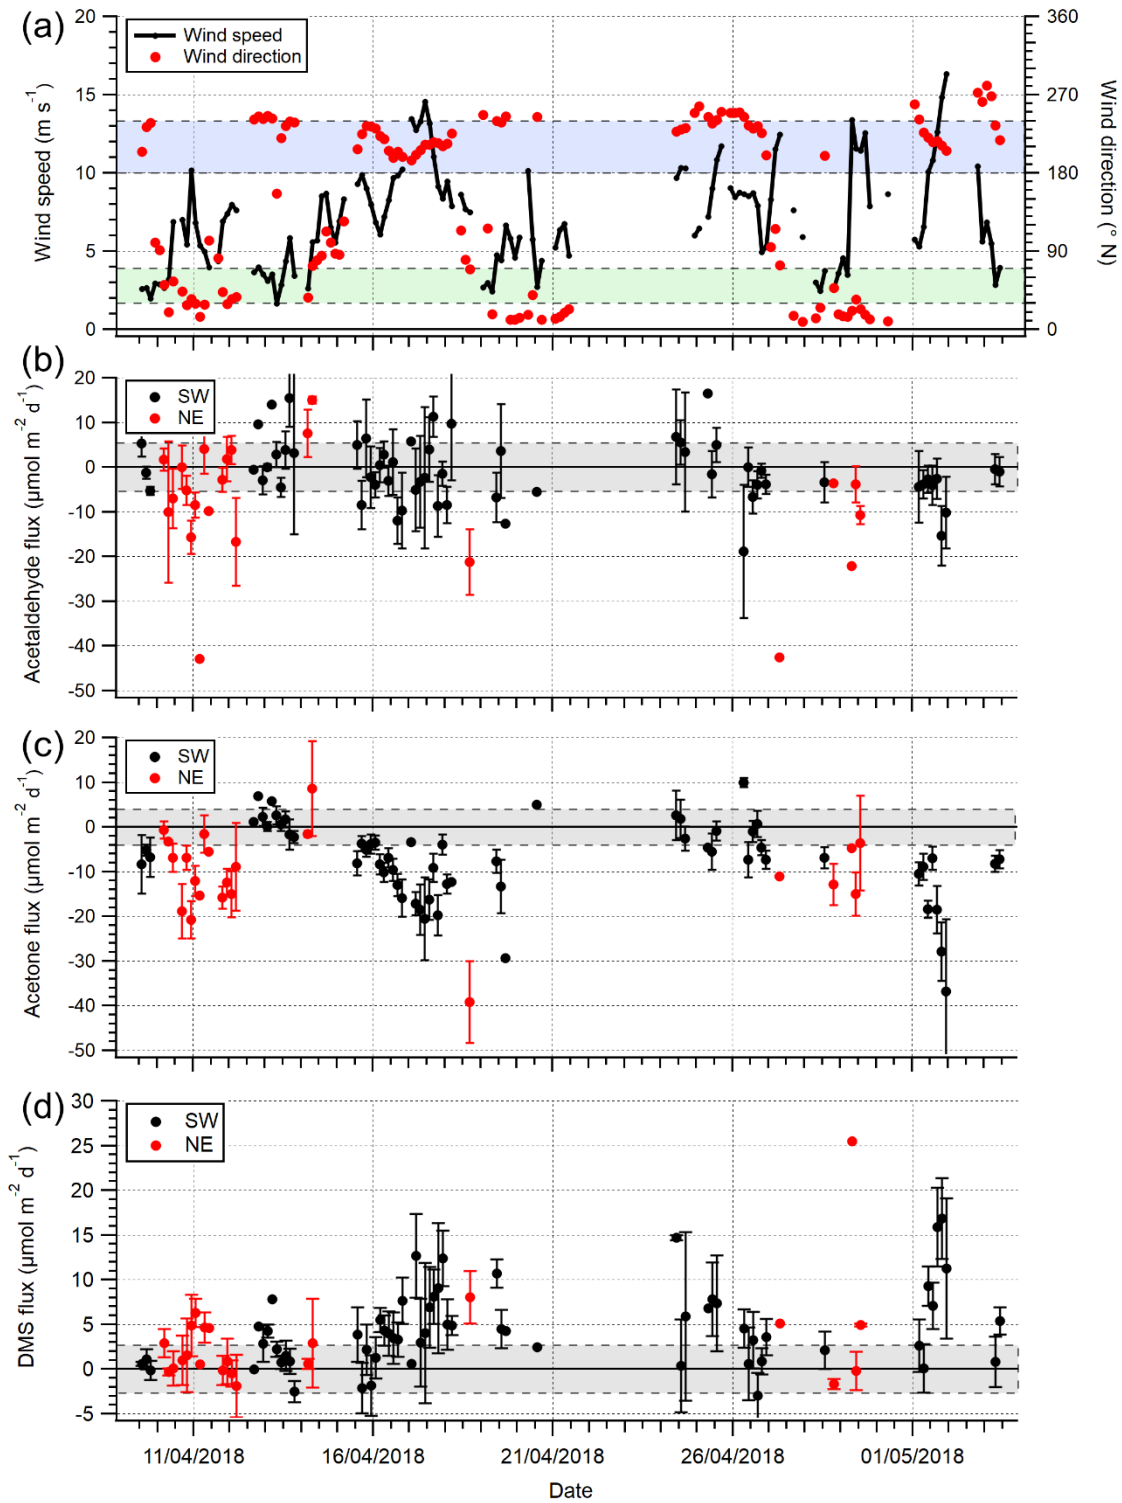 (a)
Wind speed
Wind direction
20
15
10
5
0
Wind speed (m s⁻¹)
360
270
180
90
0
Wind direction (° N)
(b)
SW
NE
20
10
0
-10
-20
-30
-40
-50
Acetaldehyde flux (µmol m⁻² d⁻¹)
(c)
SW
NE
20
10
0
-10
-20
-30
-40
-50
Acetone flux (µmol m⁻² d⁻¹)
(d)
SW
NE
30
25
20
15
10
5
0
-5
DMS flux (µmol m⁻² d⁻¹)
11/04/2018 16/04/2018 21/04/2018 26/04/2018 01/05/2018
Date